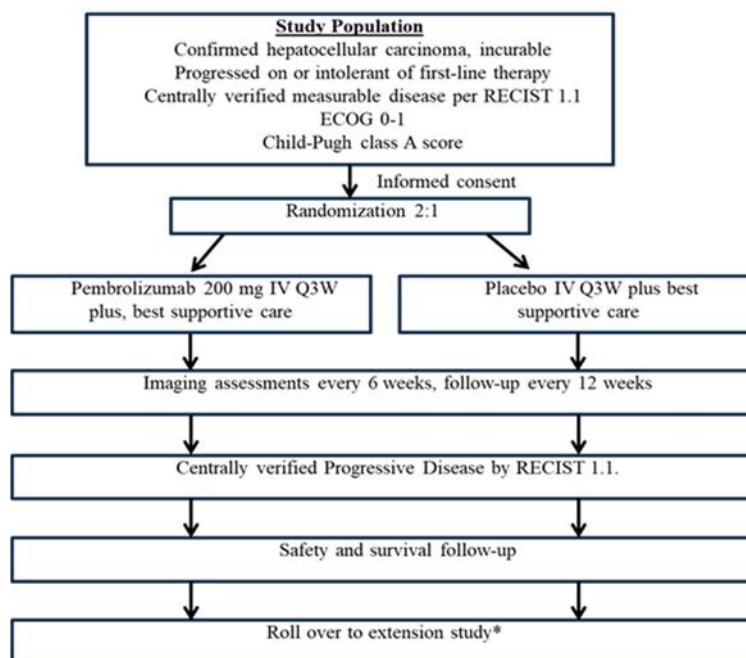 Study Population
Confirmed hepatocellular carcinoma, incurable
Progressed on or intolerant of first-line therapy
Centrally verified measurable disease per RECIST 1.1
ECOG 0-1
Child-Pugh class A score
Informed consent
Randomization 2:1
Pembrolizumab 200 mg IV Q3W
plus, best supportive care
Placebo IV Q3W plus best
supportive care
Imaging assessments every 6 weeks, follow-up every 12 weeks
Centrally verified Progressive Disease by RECIST 1.1.
Safety and survival follow-up
Roll over to extension study*